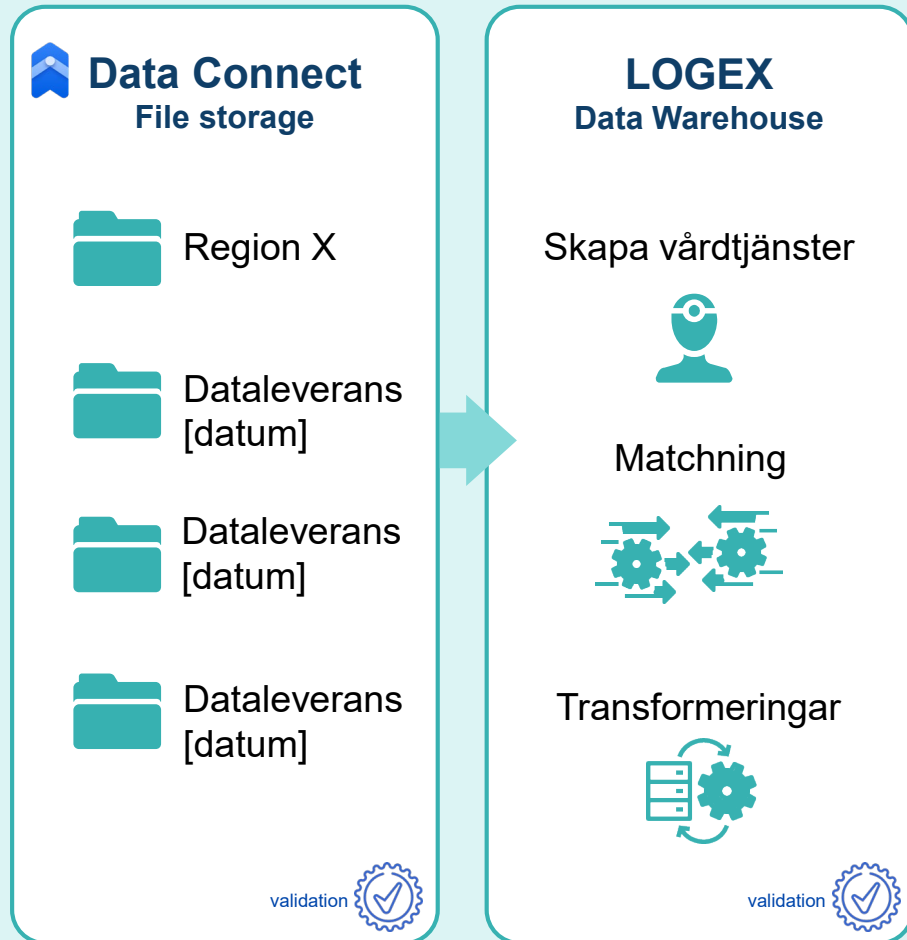 Data Connect
File storage
Region X
Dataleverans
[datum]
Dataleverans
[datum]
Dataleverans
[datum]
validation
LOGEX
Data Warehouse
Skapa vårdtjänster
Matchning
Transformeringar
validation